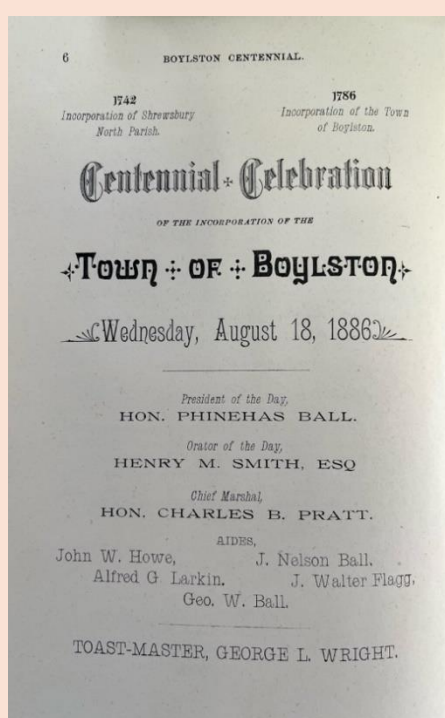 6 BOYLSTON CENTENNIAL.
1742
Incorporation of Shrewsbury
North Parish.
1786
Incorporation of the Town
of Boylston.
Centennial Celebration
OF THE INCORPORATION OF THE
TOWN OF BOYLSTON
Wednesday, August 18, 1886
President of the Day,
HON. PHINEHAS BALL.
Orator of the Day,
HENRY M. SMITH, ESQ
Chief Marshal,
HON. CHARLES B. PRATT.
AIDES,
John W. Howe, J. Nelson Ball.
Alfred G. Larkin. J. Walter Flagg,
Geo. W. Ball.
TOAST-MASTER, GEORGE L. WRIGHT.